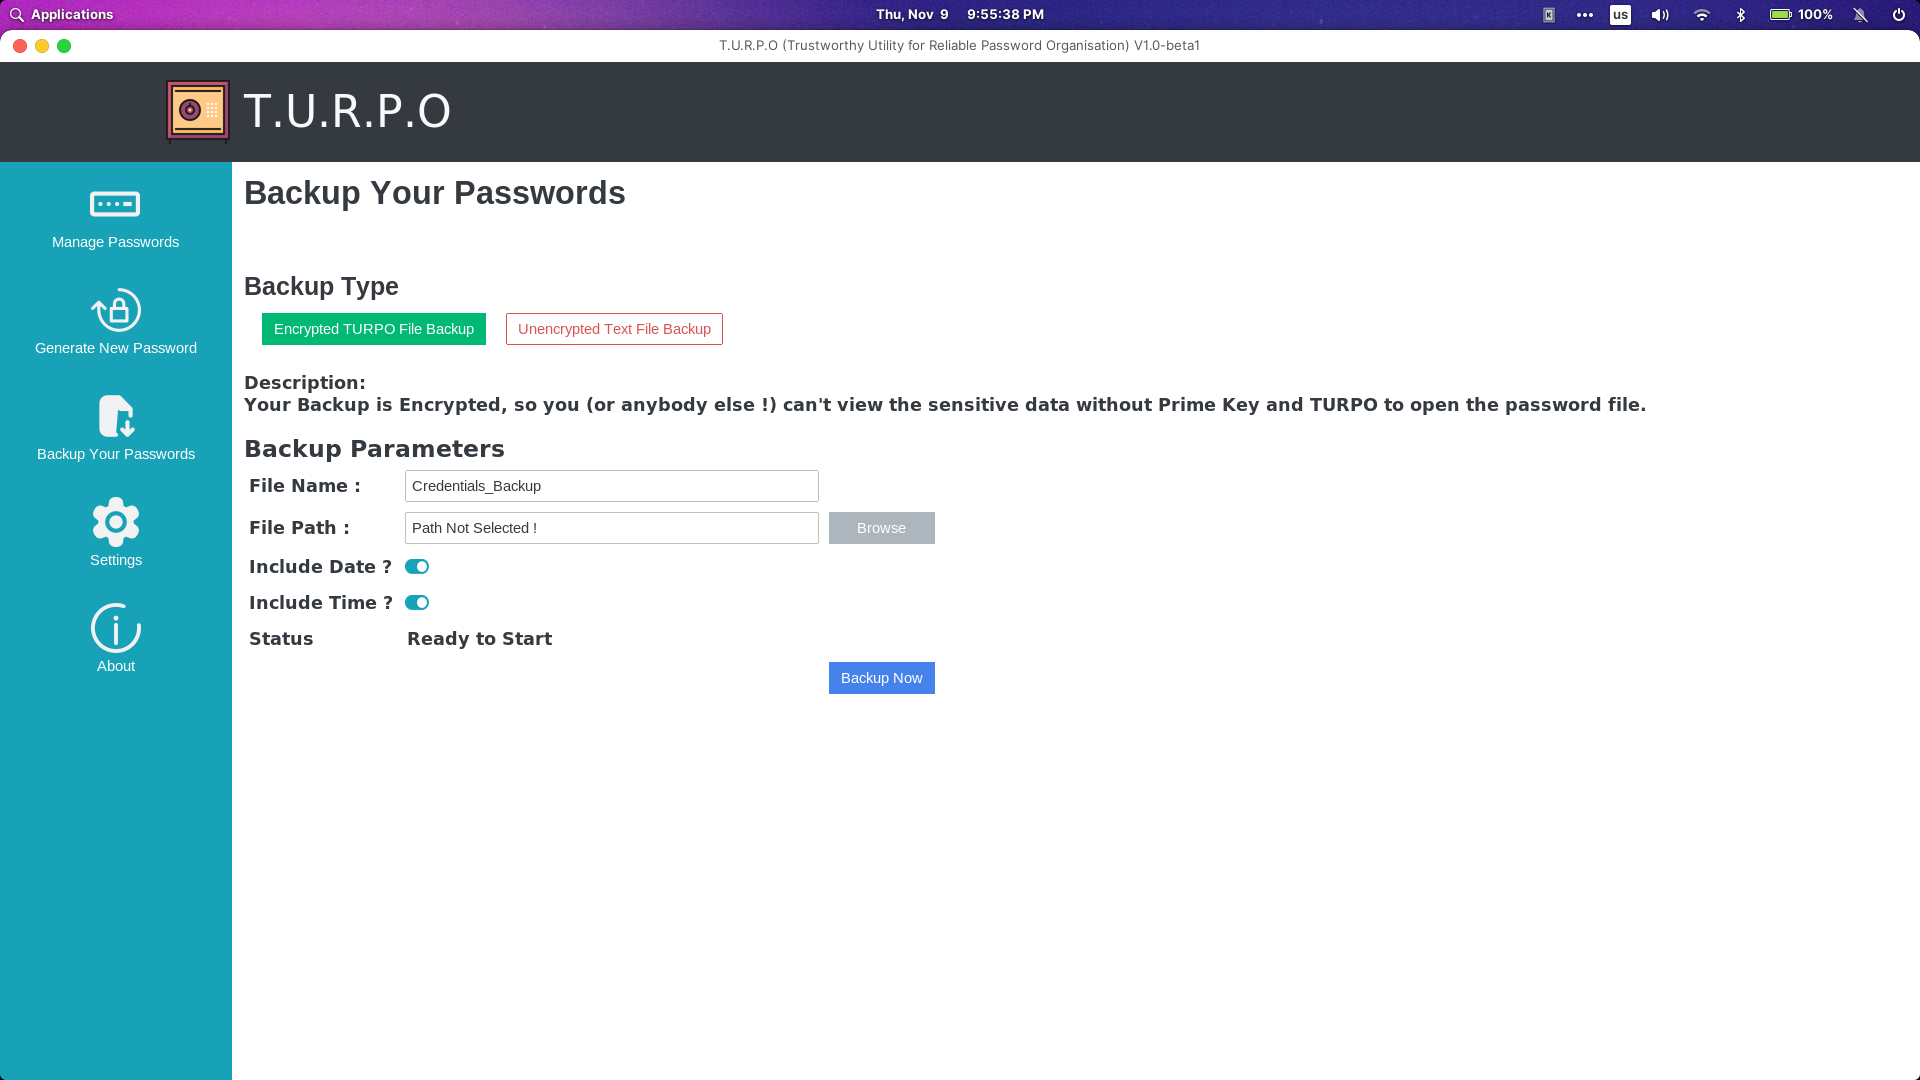 Applications
Thu, Nov 9 9:55:38 PM
us
100%
T.U.R.P.O (Trustworthy Utility for Reliable Password Organisation) V1.0-beta1
T.U.R.P.O
Manage Passwords
Generate New Password
Backup Your Passwords
Settings
About
Backup Your Passwords
Backup Type
Encrypted TURPO File Backup
Unencrypted Text File Backup
Description:
Your Backup is Encrypted, so you (or anybody else !) can't view the sensitive data without Prime Key and TURPO to open the password file.
Backup Parameters
File Name :
Credentials_Backup
File Path :
Path Not Selected !
Browse
Include Date ?
Include Time ?
Status
Ready to Start
Backup Now